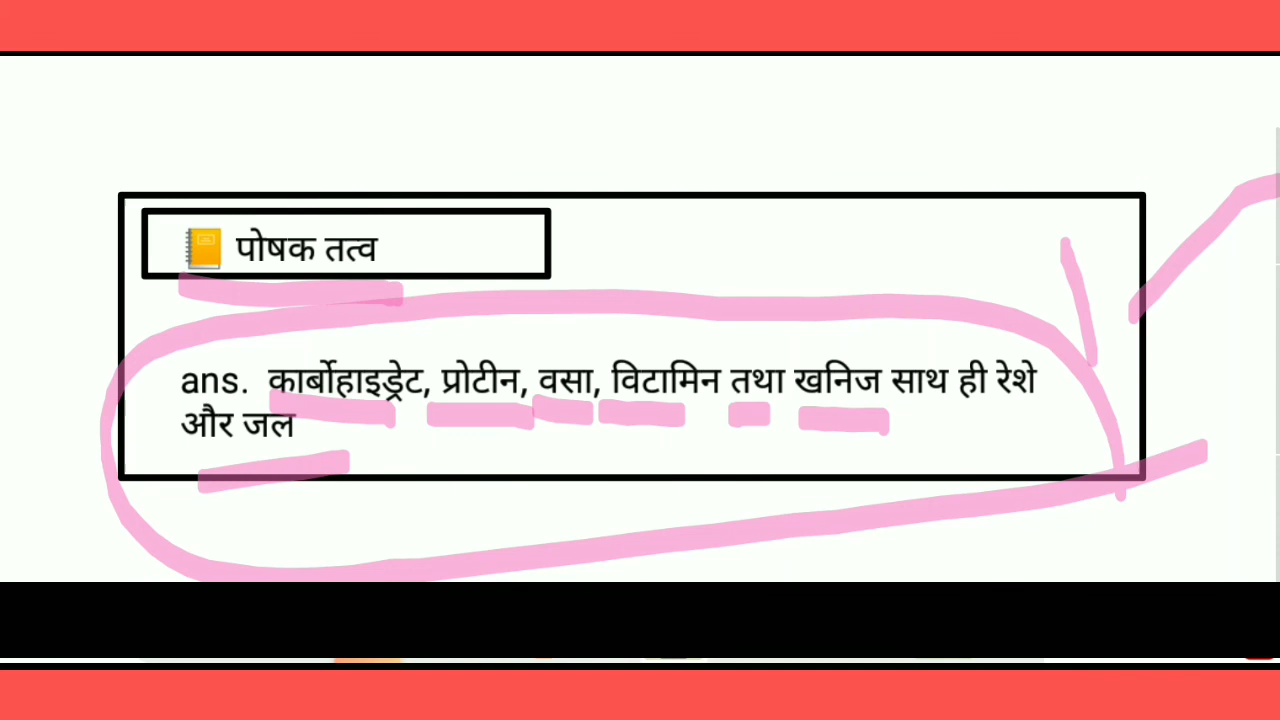 पोषक तत्व
ans. कार्बोहाइड्रेट, प्रोटीन, वसा, विटामिन तथा खनिज साथ ही रेशे
और जल